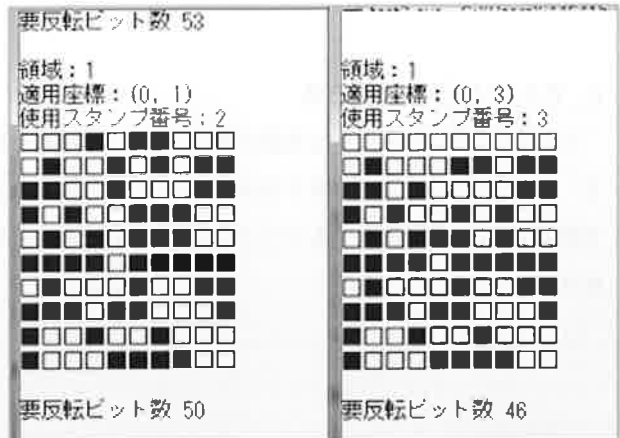 要反転ビット数 53
領域：1
適用座標：(0, 1)
使用スタンプ番号：2
要反転ビット数 50
領域：1
適用座標：(0, 3)
使用スタンプ番号：3
要反転ビット数 46